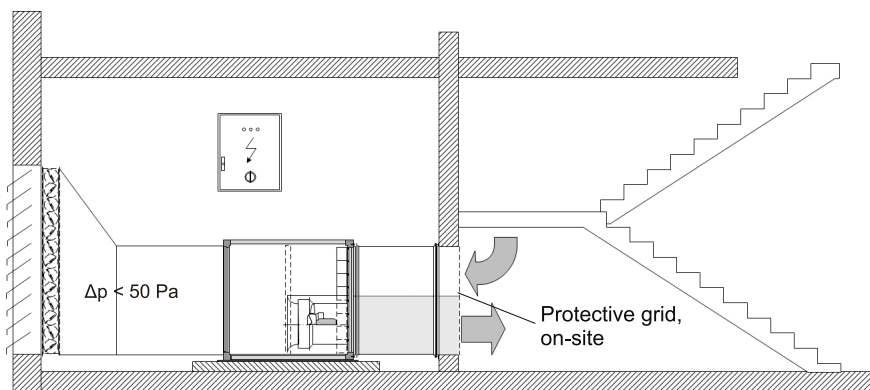 Δp < 50 Pa
Protective grid,
on-site